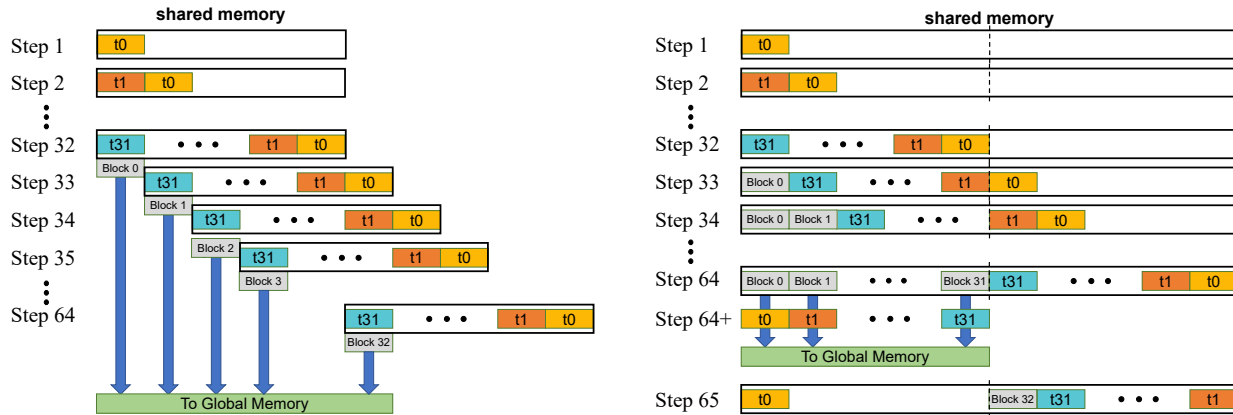 shared memory
Step 1
t0
Step 2
t1 t0
Step 32
t31 t1 t0
Block 0
Step 33
t31 t1 t0
Block 1
Step 34
t31 t1 t0
Block 2
Step 35
t31 t1 t0
Block 3
Step 64
t31 t1 t0
Block 32
To Global Memory
shared memory
Step 1
t0
Step 2
t1 t0
Step 32
t31 t1 t0
Step 33
Block 0 t31 t1 t0
Step 34
Block 0 Block 1 t31 t1 t0
Step 64
Block 0 Block 1 Block 31 t31 t1 t0
Step 64+
t0 t1 t31
To Global Memory
Step 65
t0 Block 32 t31 t1